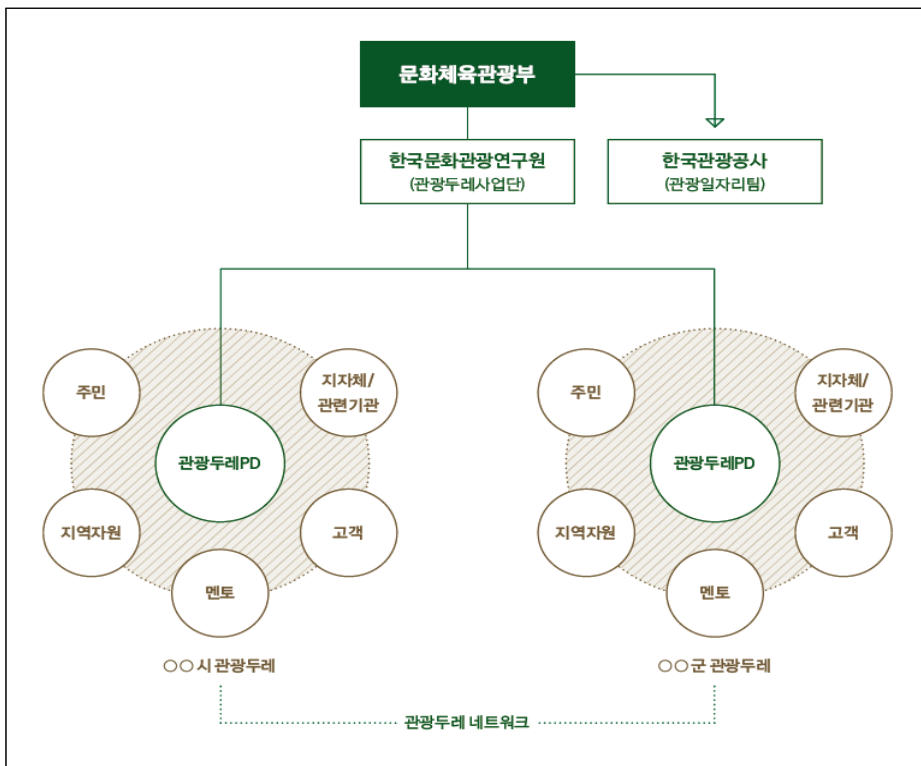 문화체육관광부
한국문화관광연구원
(관광두레사업단)
한국관광공사
(관광일자리팀)
주민
지자체/
관련기관
관광두레PD
지역자원
고객
멘토
○○시 관광두레
주민
지자체/
관련기관
관광두레PD
지역자원
고객
멘토
○○군 관광두레
관광두레 네트워크